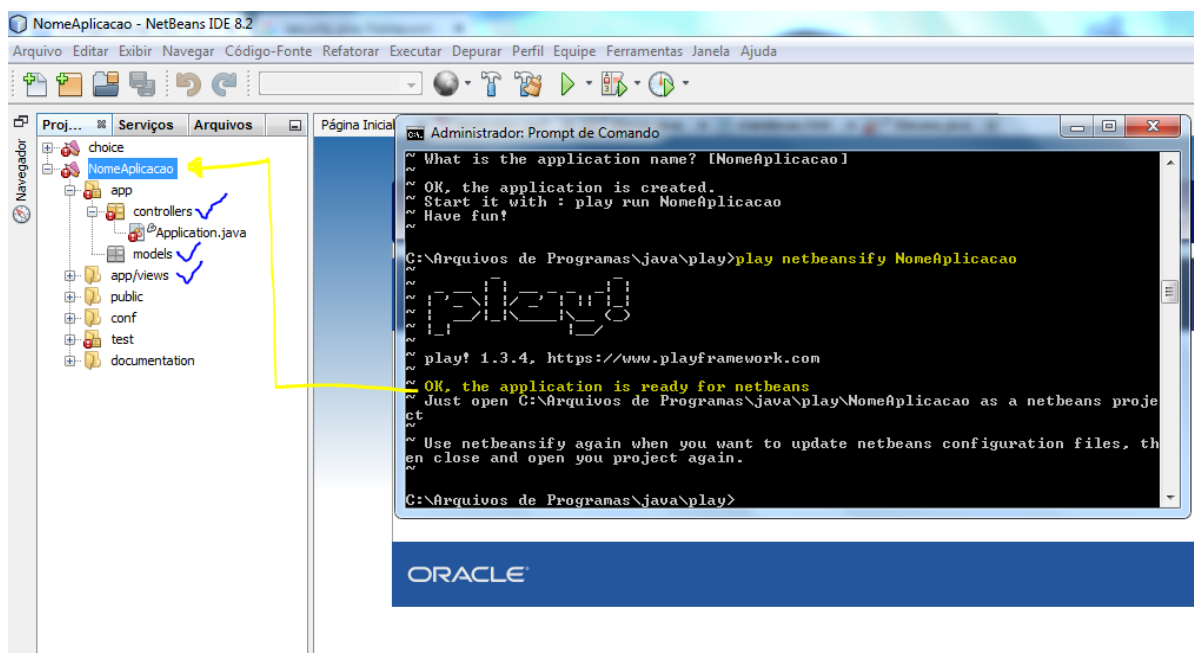 NomeAplicacao - NetBeans IDE 8.2
Arquivo Editar Exibir Navegar Código-Fonte Refatorar Executar Depurar Perfil Equipe Ferramentas Janela Ajuda
Navegador
Proj... Serviços Arquivos
choice
NomeAplicacao
app
controllers
Application.java
models
app/views
public
conf
test
documentation
Página Inicial
Administrador: Prompt de Comando
~ What is the application name? [NomeAplicacao]
~
~ OK, the application is created.
~ Start it with : play run NomeAplicacao
~ Have fun!
~
C:\Arquivos de Programas\java\play>play netbeansify NomeAplicacao
~
play!
~
~ play! 1.3.4, https://www.playframework.com
~
~ OK, the application is ready for netbeans
~ Just open C:\Arquivos de Programas\java\play\NomeAplicacao as a netbeans proje
ct
~
~ Use netbeansify again when you want to update netbeans configuration files, th
en close and open you project again.
~
C:\Arquivos de Programas\java\play>
ORACLE